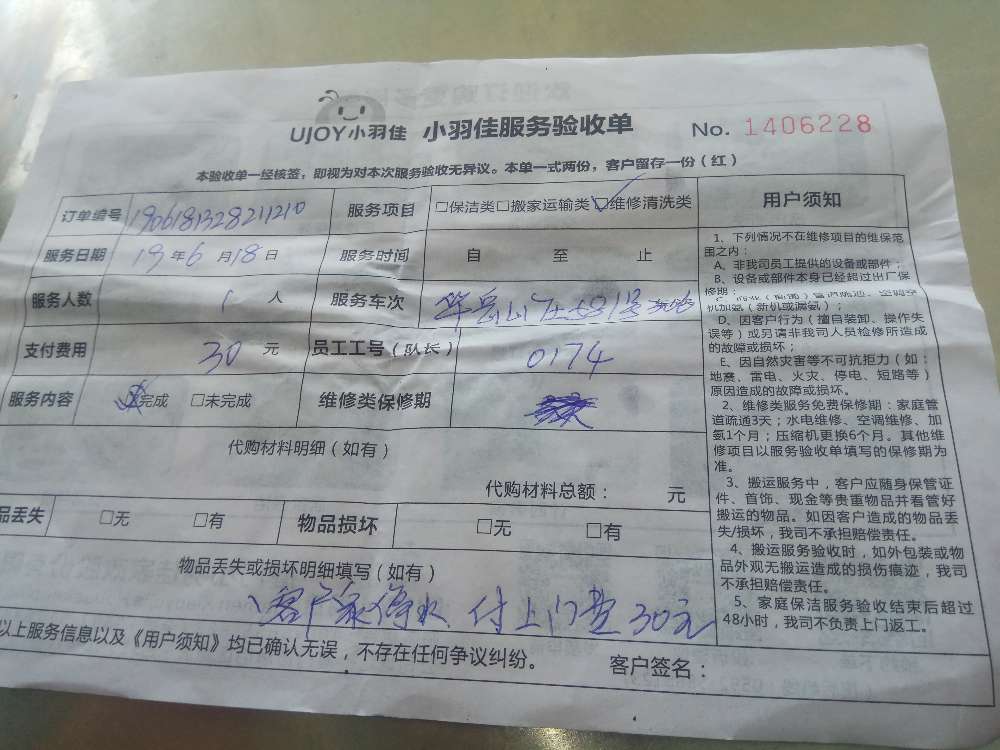 UJOY小羽佳 小羽佳服务验收单 No. 1406228
本验收单一经核签，即视为对本次服务验收无异议。本单一式两份，客户留存一份（红）
订单编号 190618132821210 服务项目 □保洁类□搬家运输类☑维修清洗类
服务日期 19年6月18日 服务时间 自 至 止
服务人数 1人 服务车次
支付费用 30元 员工工号（队长） 0174
服务内容 ☑完成 □未完成 维修类保修期
代购材料明细（如有）
代购材料总额： 元
品丢失 □无 □有 物品损坏 □无 □有
物品丢失或损坏明细填写（如有）
客户家停水 付上门费30元
以上服务信息以及《用户须知》均已确认无误，不存在任何争议纠纷。
客户签名：
用户须知
1、下列情况不在维修项目的维保范
围之内：
A、非我司员工提供的设备或部件；
B、设备或部件本身已经超过出厂保
修期；
机加氨（新机或漏氨）；
D、因客户行为（擅自装卸、操作失
误等）或另请非我司人员检修所造成
的故障或损坏；
E、因自然灾害等不可抗拒力（如：
地震、雷电、火灾、停电、短路等）
原因造成的故障或损坏。
2、维修类服务免费保修期：家庭管
道疏通3天；水电维修、空调维修、加
氨1个月；压缩机更换6个月。其他维
修项目以服务验收单填写的保修期为
准。
3、搬运服务中，客户应随身保管证
件、首饰、现金等贵重物品并看管好
搬运的物品。如因客户造成的物品丢
失/损坏，我司不承担赔偿责任。
4、搬运服务验收时，如外包装或物
品外观无搬运造成的损伤痕迹，我司
不承担赔偿责任。
5、家庭保洁服务验收结束后超过
48小时，我司不负责上门返工。